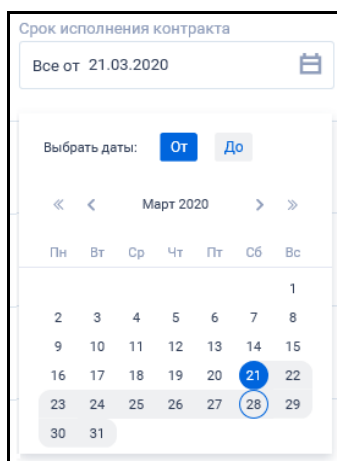 Срок исполнения контракта
Все от 21.03.2020
Выбрать даты: От До
« < Март 2020 > »
Пн Вт Ср Чт Пт Сб Вс
1
2 3 4 5 6 7 8
9 10 11 12 13 14 15
16 17 18 19 20 21 22
23 24 25 26 27 28 29
30 31